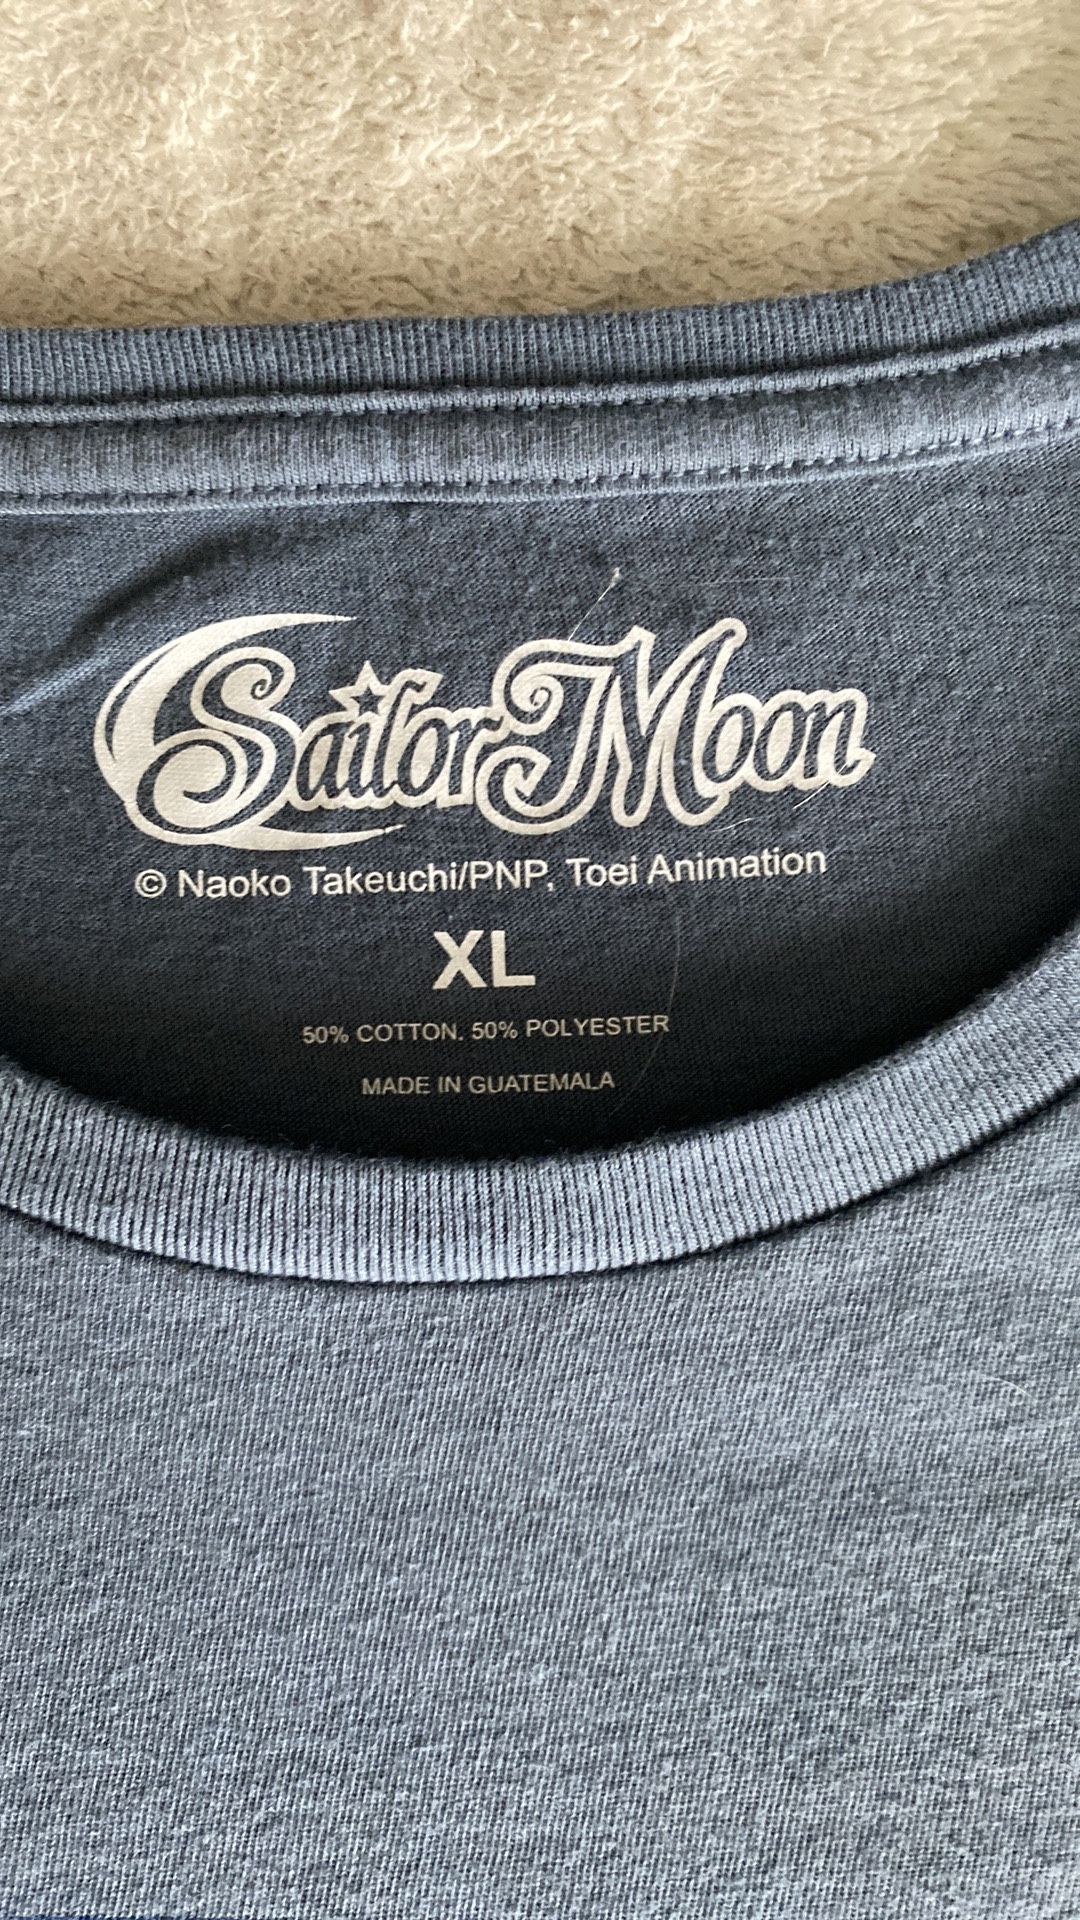 Sailor Moon
© Naoko Takeuchi/PNP, Toei Animation
XL
50% COTTON, 50% POLYESTER
MADE IN GUATEMALA